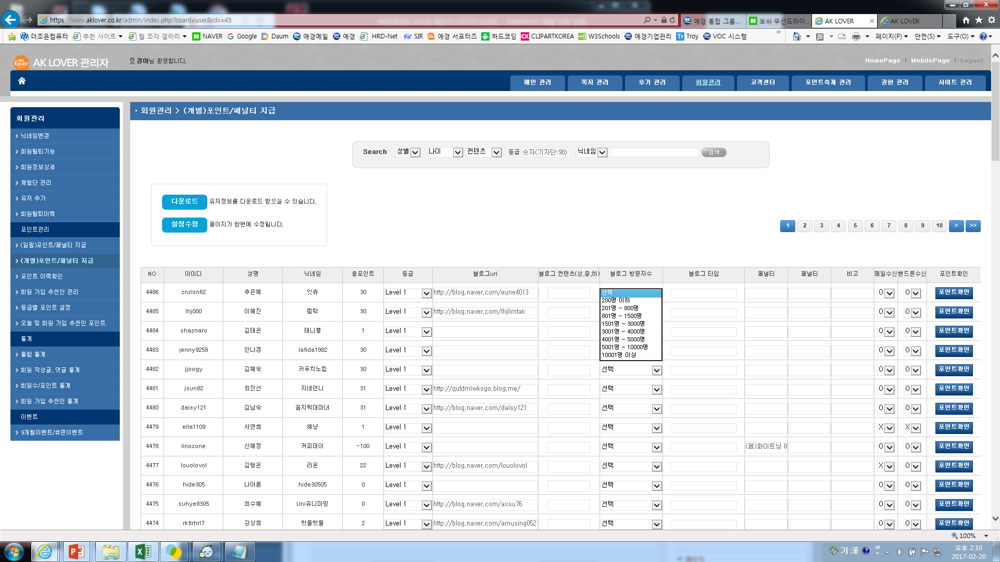 https://www.aklover.co.kr/admin/index.php?board=user&idx=45
애경 통합 그룹...
보쉬 무선드라이...
AK LOVER
AK LOVER
더조은컴퓨터 추천 사이트 웹 조각 갤러리 NAVER Google Daum 애경메일 애경 HRD-Net SIR 애경 서포터즈 하드코딩 CLIPARTKOREA W3Schools 애경기업관리 Troy VOC 시스템
페이지(P) 안전(S) 도구(O)
AK LOVER 관리자
경아님 환영합니다.
HomePage | MobilePage | Logout
메인 관리 쪽지 관리 후기 관리 회원관리 고객센터 포인트축제 관리 권한 관리 사이트 관리
회원관리
> 닉네임변경
> 회원탈퇴기능
> 회원정보상세
> 체험단 관리
> 유저 추가
> 회원탈퇴이력
포인트관리
> (일괄)포인트/패널티 지급
> (개별)포인트/패널티 지급
> 포인트 이력확인
> 회원 가입 추천인 관리
> 등급별 포인트 설정
> 오늘 및 회원 가입 추천인 포인트
통계
> 통합 통계
> 회원 작성글, 댓글 통계
> 회원수/포인트 통계
> 회원 가입 추천인 통계
이벤트
> 9개월이벤트/휴면이벤트
· 회원관리 > (개별)포인트/패널티 지급
Search 성별 나이 컨텐츠 등급 숫자(기자단:98) 닉네임 검색
다운로드 유저정보를 다운로드 받으실 수 있습니다.
설정수정 페이지가 한번에 수정됩니다.
1 2 3 4 5 6 7 8 9 10 > >>
NO 아이디 성명 닉네임 총포인트 등급 블로그url 블로그 컨텐츠(상,중,하) 블로그 방문자수 블로그 타입 페널티 페널티 비고 메일수신 핸드폰수신 포인트확인
4486 znzlzn62 추은혜 잇츄 30 Level 1 http://blog.naver.com/eune4013 O O 포인트확인
선택
200명 이하
201명 ~ 800명
801명 ~ 1500명
1501명 ~ 3000명
3001명 ~ 4000명
4001명 ~ 5000명
5001명 ~ 10000명
10001명 이상
4485 lhj000 이혜진 림탁 30 Level 1 http://blog.naver.com/lhjlimtak O O 포인트확인
4484 shaznaro 김태은 태니뿡 1 Level 1 O O 포인트확인
4483 jenny9258 안나경 lafida1982 30 Level 1 O O 포인트확인
4482 jjoogy 김혜숙 카푸치노킴 30 Level 1 선택 O O 포인트확인
4481 jsun82 최진선 자네언니 31 Level 1 http://qufdmlwksgo.blog.me/ 선택 O O 포인트확인
4480 daisy121 김남숙 꼼지락대마녀 31 Level 1 http://blog.naver.com/daisy121 선택 O O 포인트확인
4479 ella1109 서연희 해냥 1 Level 1 선택 X X 포인트확인
4478 linozone 신혜정 커피데이 -100 Level 1 선택 (페)화이트닝 O O 포인트확인
4477 louolovol 김형은 라온 22 Level 1 http://blog.naver.com/louolovol 선택 X O 포인트확인
4476 hide305 나아론 hide30505 0 Level 1 선택 O O 포인트확인
4475 suhye8305 최수혜 Uni유니마망 0 Level 1 http://blog.naver.com/axsu76 선택 O O 포인트확인
4474 rktlrhrl7 강상희 핫둘핫둘 2 Level 1 http://blog.naver.com/amusing052 선택 O O 포인트확인
100%
가 漢
오후 2:10
2017-02-20